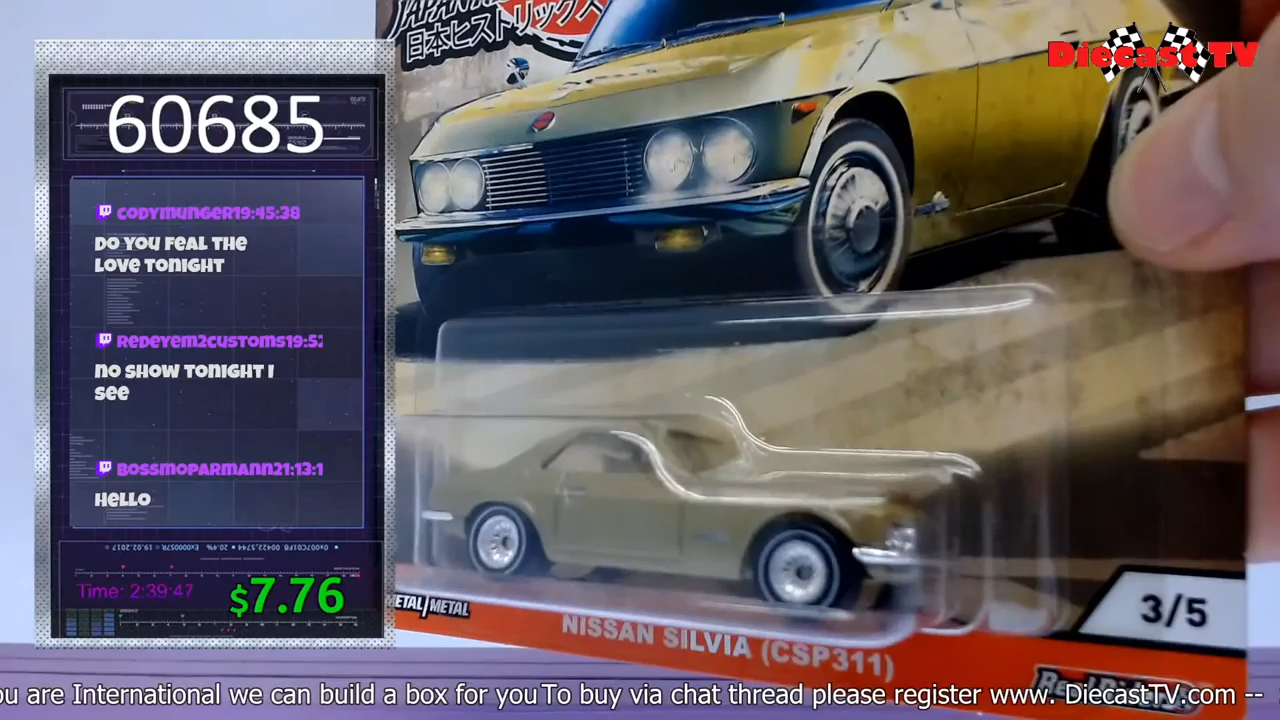 60685
CODYMUNGER19:45:38
DO YOU FEAL THE
LOVE TONIGHT
REDEYEM2CUSTOMS19:52
NO SHOW TONIGHT I
SEE
BOSSMOPARMANN21:13:1
HELLO
Time: 2:39:47
$7.76
日本ヒストリックス
Diecast TV
METAL/METAL
NISSAN SILVIA (CSP311)
3/5
ou are International we can build a box for you To buy via chat thread please register www. DiecastTV.com --